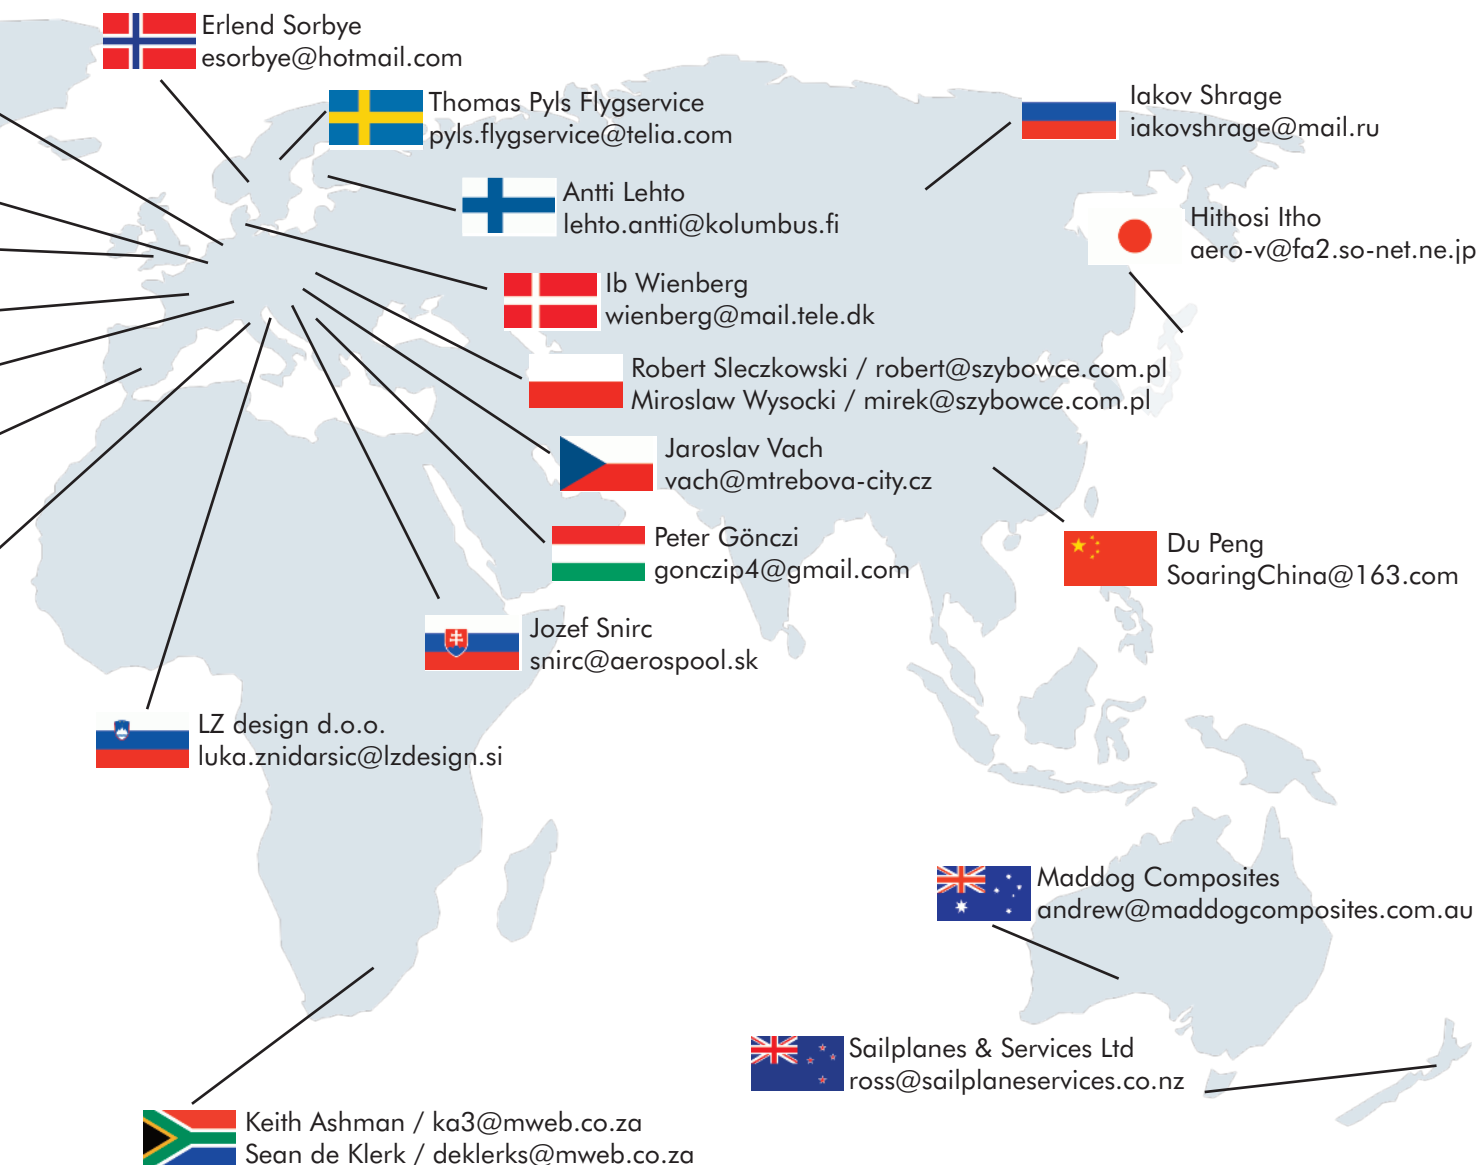 Erlend Sorbye
esorbye@hotmail.com
Thomas Pyls Flygservice
pyls.flygservice@telia.com
Iakov Shrage
iakovshrage@mail.ru
Antti Lehto
lehto.antti@kolumbus.fi
Hithosi Itho
aero-v@fa2.so-net.ne.jp
Ib Wienberg
wienberg@mail.tele.dk
Robert Sleczkowski / robert@szybowce.com.pl
Miroslaw Wysocki / mirek@szybowce.com.pl
Jaroslav Vach
vach@mtrebova-city.cz
Peter Gönczi
gonczip4@gmail.com
Du Peng
SoaringChina@163.com
Jozef Snirc
snirc@aerospool.sk
LZ design d.o.o.
luka.znidarsic@lzdesign.si
Maddog Composites
andrew@maddogcomposites.com.au
Sailplanes & Services Ltd
ross@sailplaneservices.co.nz
Keith Ashman / ka3@mweb.co.za
Sean de Klerk / deklerks@mweb.co.za